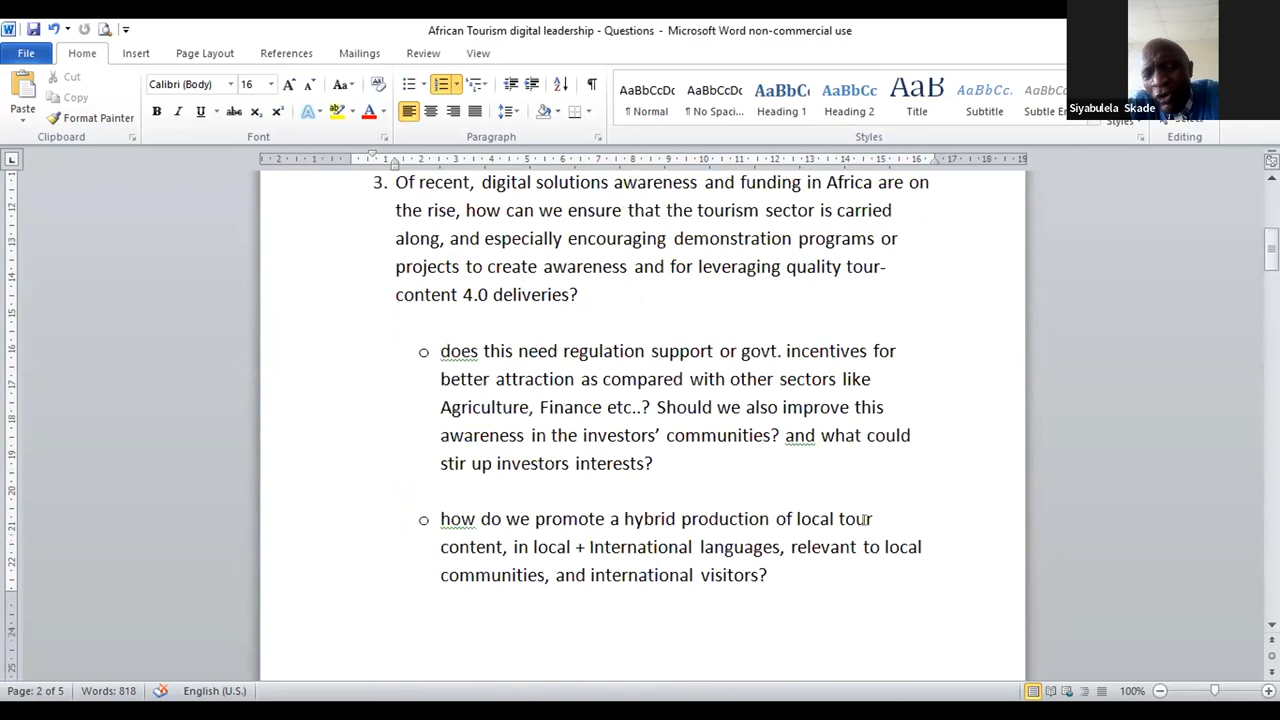 African Tourism digital leadership - Questions - Microsoft Word non-commercial use
File Home Insert Page Layout References Mailings Review View
Siyabulela Skade
Paste
Cut
Copy
Format Painter
Calibri (Body) 16
AaBbCcDc AaBbCcDc AaBbCc AaBbCc AaB AaBbCc.
¶ Normal ¶ No Spaci... Heading 1 Heading 2 Title Subtitle Subtle E
Styles
Clipboard Font Paragraph Styles Editing
3. Of recent, digital solutions awareness and funding in Africa are on
the rise, how can we ensure that the tourism sector is carried
along, and especially encouraging demonstration programs or
projects to create awareness and for leveraging quality tour-
content 4.0 deliveries?
o does this need regulation support or govt. incentives for
better attraction as compared with other sectors like
Agriculture, Finance etc..? Should we also improve this
awareness in the investors’ communities? and what could
stir up investors interests?
o how do we promote a hybrid production of local tour
content, in local + International languages, relevant to local
communities, and international visitors?
Page: 2 of 5 Words: 818 English (U.S.) 100%